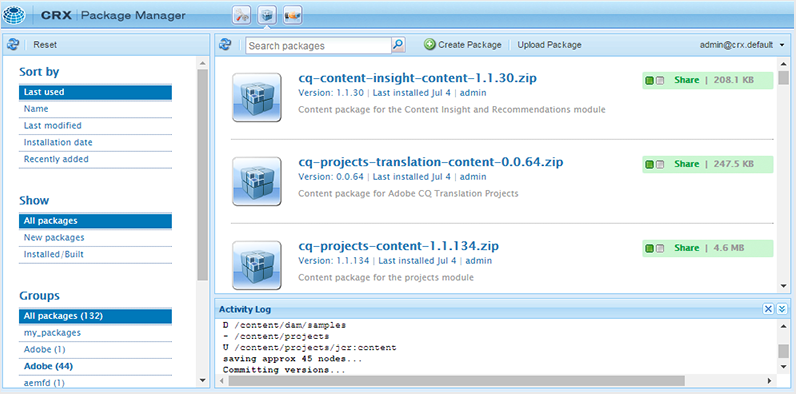 CRX Package Manager
Reset
Sort by
Last used
Name
Last modified
Installation date
Recently added
Show
All packages
New packages
Installed/Built
Groups
All packages (132)
my_packages
Adobe (1)
Adobe (44)
aemfd (1)
Search packages
Create Package
Upload Package
admin@crx.default
cq-content-insight-content-1.1.30.zip
Share | 208.1 KB
Version: 1.1.30 | Last installed Jul 4 | admin
Content package for the Content Insight and Recommendations module
cq-projects-translation-content-0.0.64.zip
Share | 247.5 KB
Version: 0.0.64 | Last installed Jul 4 | admin
Content package for Adobe CQ Translation Projects
cq-projects-content-1.1.134.zip
Share | 4.6 MB
Version: 1.1.134 | Last installed Jul 4 | admin
Content package for the projects module
Activity Log
D /content/dam/samples
- /content/projects
U /content/projects/jcr:content
saving approx 45 nodes...
Committing versions...